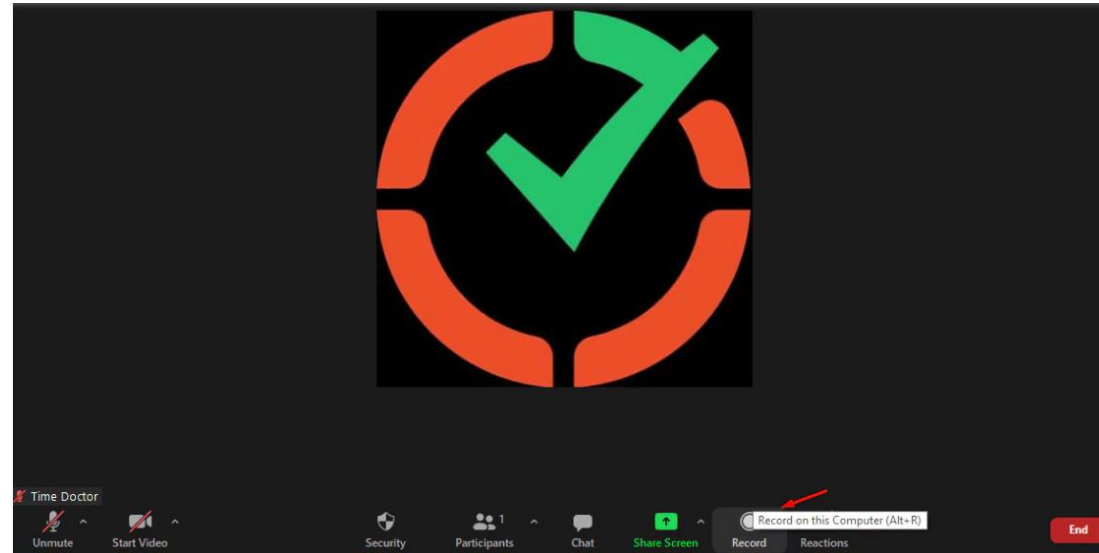 Time Doctor
Unmute
Start Video
Security
Participants
1
Chat
Share Screen
Record
Record on this Computer (Alt+R)
Reactions
End